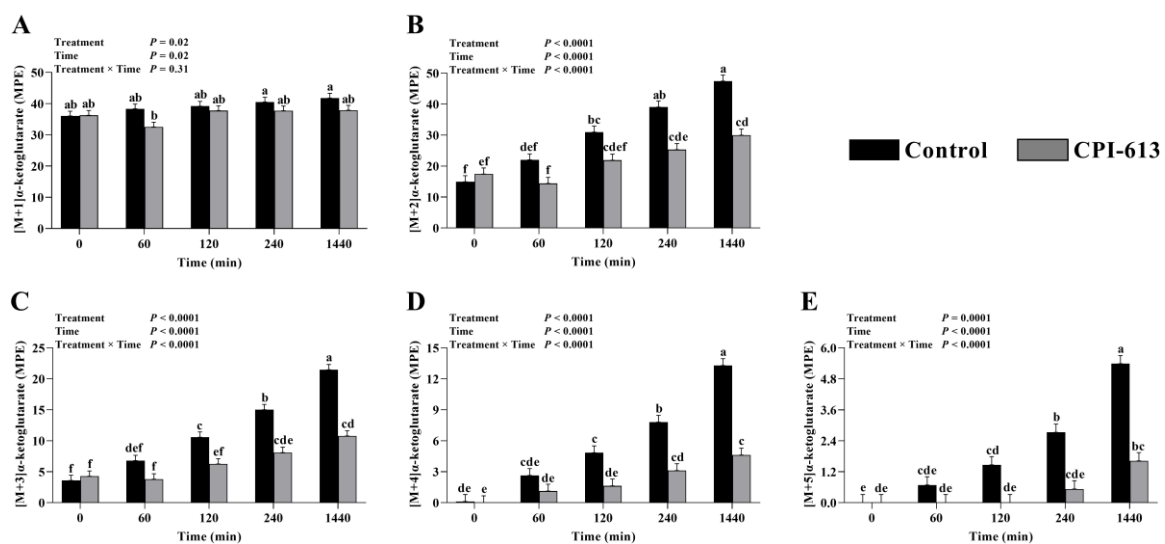 A
Treatment P = 0.02
Time P = 0.02
Treatment × Time P = 0.31
[M+1]α-ketoglutarate (MPE)
50
40
30
20
10
0
ab ab ab b ab ab a ab a ab
0 60 120 240 1440
Time (min)
B
Treatment P < 0.0001
Time P < 0.0001
Treatment × Time P < 0.0001
[M+2]α-ketoglutarate (MPE)
50
40
30
20
10
0
f ef def f bc cdef ab cde a cd
0 60 120 240 1440
Time (min)
Control CPI-613
C
Treatment P < 0.0001
Time P < 0.0001
Treatment × Time P < 0.0001
[M+3]α-ketoglutarate (MPE)
25
20
15
10
5
0
f f def f c ef b cde a cd
0 60 120 240 1440
Time (min)
D
Treatment P < 0.0001
Time P < 0.0001
Treatment × Time P < 0.0001
[M+4]α-ketoglutarate (MPE)
15
12
9
6
3
0
de e cde de c de b cd a c
0 60 120 240 1440
Time (min)
E
Treatment P = 0.0001
Time P < 0.0001
Treatment × Time P < 0.0001
[M+5]α-ketoglutarate (MPE)
6.0
4.8
3.6
2.4
1.2
0.0
e de cde de cd de b cde a bc
0 60 120 240 1440
Time (min)